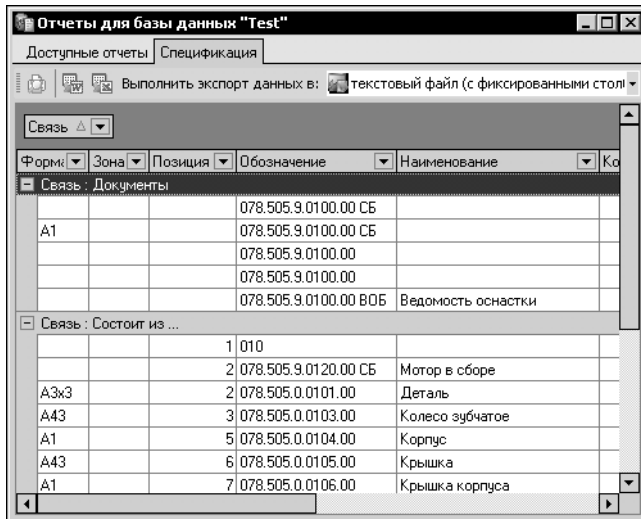 Отчеты для базы данных "Test"
Доступные отчеты Спецификация
Выполнить экспорт данных в: текстовый файл (с фиксированными стол
Связь
Форма Зона Позиция Обозначение Наименование Ко
Связь : Документы
078.505.9.0100.00 СБ
А1 078.505.9.0100.00 СБ
078.505.9.0100.00
078.505.9.0100.00
078.505.9.0100.00 ВОБ Ведомость оснастки
Связь : Состоит из ...
1 010
2 078.505.9.0120.00 СБ Мотор в сборе
А3х3 2 078.505.0.0101.00 Деталь
А43 3 078.505.0.0103.00 Колесо зубчатое
А1 5 078.505.0.0104.00 Корпус
А43 6 078.505.0.0105.00 Крышка
А1 7 078.505.0.0106.00 Крышка корпуса